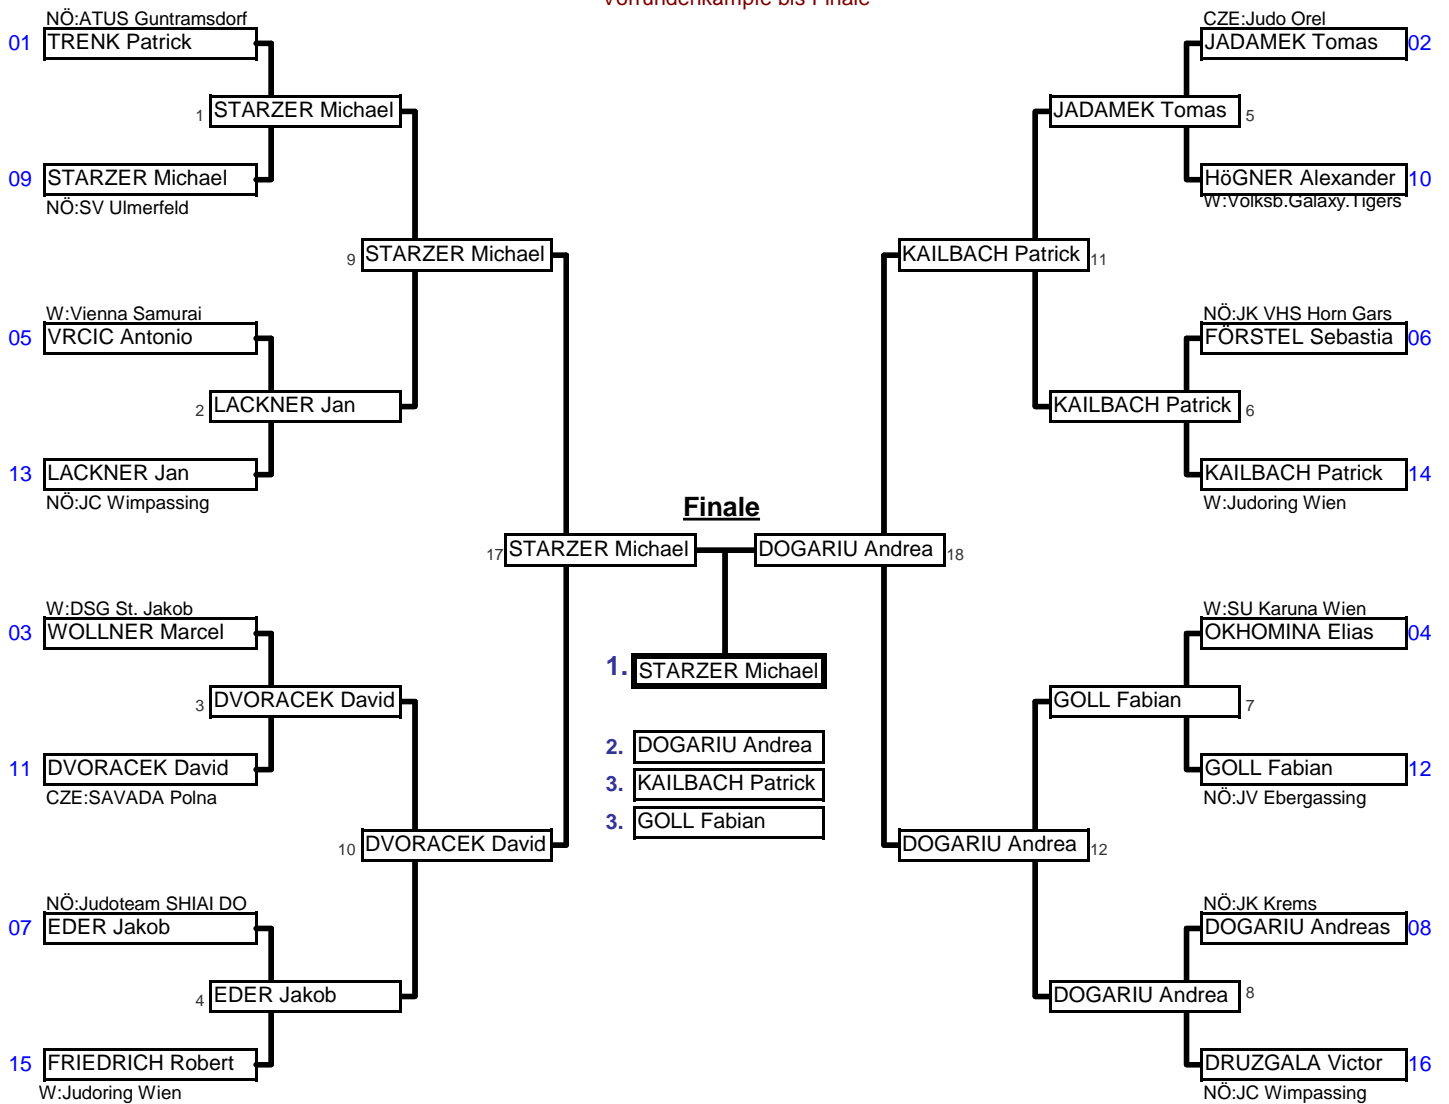 Vorrundenkämpfe bis Finale
NÖ:ATUS Guntramsdorf
01 TRENK Patrick
1 STARZER Michael
09 STARZER Michael
NÖ:SV Ulmerfeld
9 STARZER Michael
W:Vienna Samurai
05 VRCIC Antonio
2 LACKNER Jan
13 LACKNER Jan
NÖ:JC Wimpassing
17 STARZER Michael
W:DSG St. Jakob
03 WOLLNER Marcel
3 DVORACEK David
11 DVORACEK David
CZE:SAVADA Polna
10 DVORACEK David
NÖ:Judoteam SHIAI DO
07 EDER Jakob
4 EDER Jakob
15 FRIEDRICH Robert
W:Judoring Wien
Finale
1. STARZER Michael
2. DOGARIU Andrea
3. KAILBACH Patrick
3. GOLL Fabian
CZE:Judo Orel
JADAMEK Tomas 02
JADAMEK Tomas 5
HöGNER Alexander 10
W:Volksb.Galaxy.Tigers
KAILBACH Patrick 11
NÖ:JK VHS Horn Gars
FÖRSTEL Sebastia 06
KAILBACH Patrick 6
KAILBACH Patrick 14
W:Judoring Wien
DOGARIU Andrea 18
W:SU Karuna Wien
OKHOMINA Elias 04
GOLL Fabian 7
GOLL Fabian 12
NÖ:JV Ebergassing
DOGARIU Andrea 12
NÖ:JK Krems
DOGARIU Andreas 08
DOGARIU Andrea 8
DRUZGALA Victor 16
NÖ:JC Wimpassing